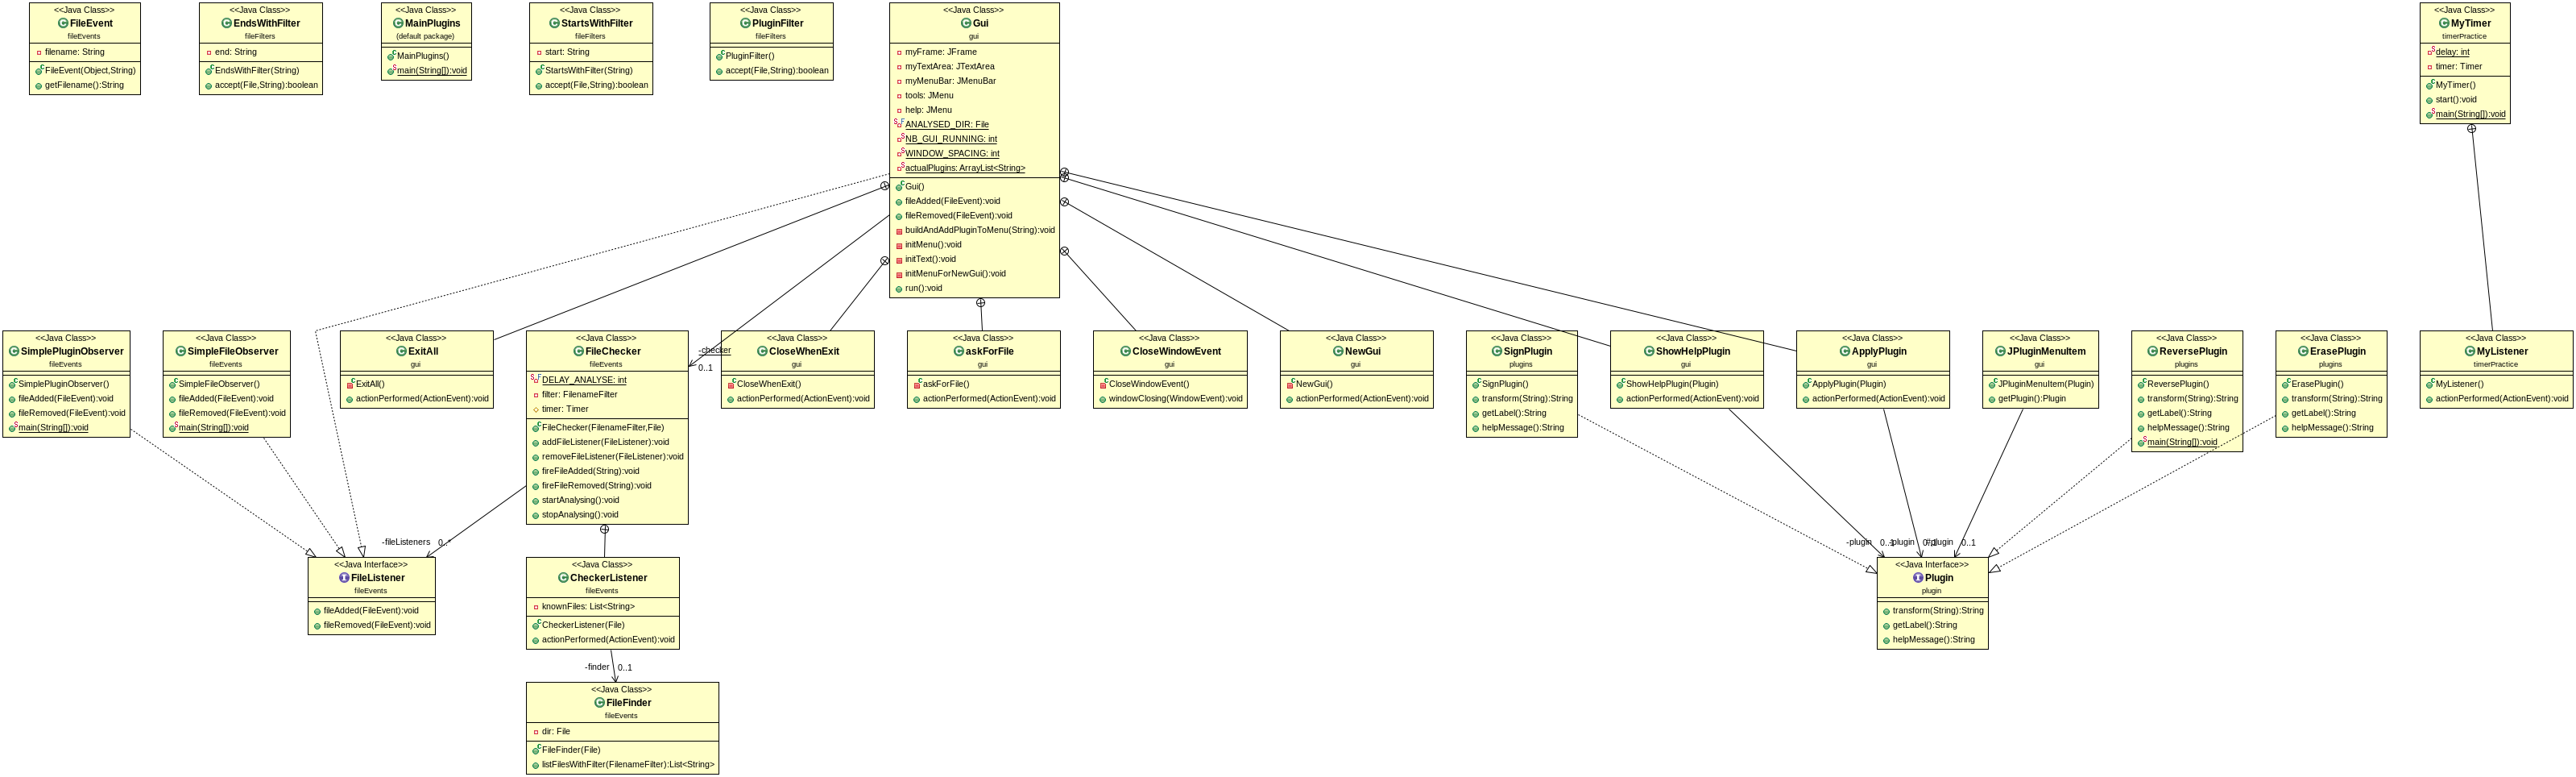 <<Java Class>>
FileEvent
fileEvents
filename: String
FileEvent(Object,String)
getFilename():String
<<Java Class>>
EndsWithFilter
fileFilters
end: String
EndsWithFilter(String)
accept(File,String):boolean
<<Java Class>>
MainPlugins
(default package)
MainPlugins()
main(String[]):void
<<Java Class>>
StartsWithFilter
fileFilters
start: String
StartsWithFilter(String)
accept(File,String):boolean
<<Java Class>>
PluginFilter
fileFilters
PluginFilter()
accept(File,String):boolean
<<Java Class>>
Gui
gui
myFrame: JFrame
myTextArea: JTextArea
myMenuBar: JMenuBar
tools: JMenu
help: JMenu
ANALYSED_DIR: File
NB_GUI_RUNNING: int
WINDOW_SPACING: int
actualPlugins: ArrayList<String>
Gui()
fileAdded(FileEvent):void
fileRemoved(FileEvent):void
buildAndAddPluginToMenu(String):void
initMenu():void
initText():void
initMenuForNewGui():void
run():void
<<Java Class>>
MyTimer
timerPractice
delay: int
timer: Timer
MyTimer()
start():void
main(String[]):void
<<Java Class>>
SimplePluginObserver
fileEvents
SimplePluginObserver()
fileAdded(FileEvent):void
fileRemoved(FileEvent):void
main(String[]):void
<<Java Class>>
SimpleFileObserver
fileEvents
SimpleFileObserver()
fileAdded(FileEvent):void
fileRemoved(FileEvent):void
main(String[]):void
<<Java Class>>
ExitAll
gui
ExitAll()
actionPerformed(ActionEvent):void
<<Java Class>>
FileChecker
fileEvents
DELAY_ANALYSE: int
filter: FilenameFilter
timer: Timer
FileChecker(FilenameFilter,File)
addFileListener(FileListener):void
removeFileListener(FileListener):void
fireFileAdded(String):void
fireFileRemoved(String):void
startAnalysing():void
stopAnalysing():void
-checker
0..1
<<Java Class>>
CloseWhenExit
gui
CloseWhenExit()
actionPerformed(ActionEvent):void
<<Java Class>>
askForFile
gui
askForFile()
actionPerformed(ActionEvent):void
<<Java Class>>
CloseWindowEvent
gui
CloseWindowEvent()
windowClosing(WindowEvent):void
<<Java Class>>
NewGui
gui
NewGui()
actionPerformed(ActionEvent):void
<<Java Class>>
SignPlugin
plugins
SignPlugin()
transform(String):String
getLabel():String
helpMessage():String
<<Java Class>>
ShowHelpPlugin
gui
ShowHelpPlugin(Plugin)
actionPerformed(ActionEvent):void
<<Java Class>>
ApplyPlugin
gui
ApplyPlugin(Plugin)
actionPerformed(ActionEvent):void
<<Java Class>>
JPluginMenuItem
gui
JPluginMenuItem(Plugin)
getPlugin():Plugin
<<Java Class>>
ReversePlugin
plugins
ReversePlugin()
transform(String):String
getLabel():String
helpMessage():String
main(String[]):void
<<Java Class>>
ErasePlugin
plugins
ErasePlugin()
transform(String):String
getLabel():String
helpMessage():String
<<Java Class>>
MyListener
timerPractice
MyListener()
actionPerformed(ActionEvent):void
-fileListeners
0..*
<<Java Interface>>
FileListener
fileEvents
fileAdded(FileEvent):void
fileRemoved(FileEvent):void
<<Java Class>>
CheckerListener
fileEvents
knownFiles: List<String>
CheckerListener(File)
actionPerformed(ActionEvent):void
-finder
0..1
<<Java Class>>
FileFinder
fileEvents
dir: File
FileFinder(File)
listFilesWithFilter(FilenameFilter):List<String>
-plugin
0..1
-plugin
0..1
plugin
0..1
<<Java Interface>>
Plugin
plugin
transform(String):String
getLabel():String
helpMessage():String